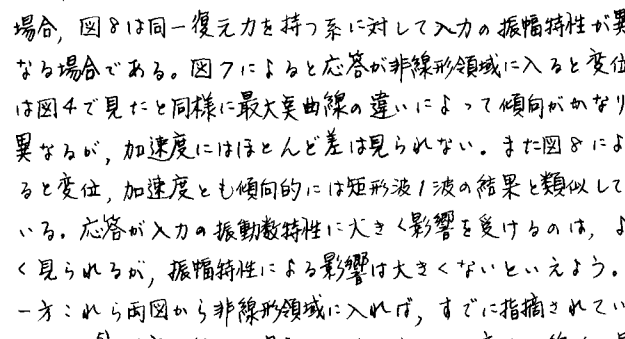 場合，図8は同一復元力を持つ系に対して入力の振幅特性が異
なる場合である。図7によると応答が非線形領域に入ると変位
は図4で見たと同様に最大荷重曲線の違いによって傾向がかなり
異なるが，加速度にはほとんど差は見られない。また図8によ
ると変位，加速度とも傾向的には矩形波1波の結果と類似して
いる。応答が入力の振動数特性に大きく影響を受けるのは，よ
く見られるが，振幅特性による影響は大きくないといえよう。
一方これら両図から非線形領域に入れば，すでに指摘されてい